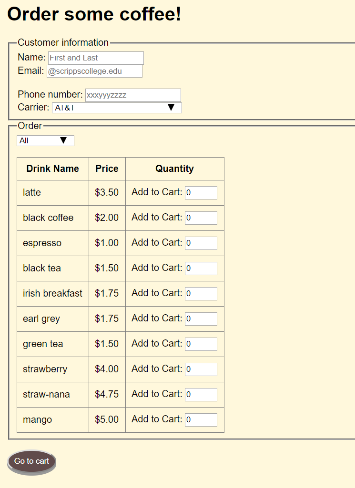 Order some coffee!
Customer information
Name: First and Last
Email: @scrippscollege.edu
Phone number: xxxyyyzzzz
Carrier: AT&T
Order
All
Drink Name Price Quantity
latte $3.50 Add to Cart: 0
black coffee $2.00 Add to Cart: 0
espresso $1.00 Add to Cart: 0
black tea $1.50 Add to Cart: 0
irish breakfast $1.75 Add to Cart: 0
earl grey $1.75 Add to Cart: 0
green tea $1.50 Add to Cart: 0
strawberry $4.00 Add to Cart: 0
straw-nana $4.75 Add to Cart: 0
mango $5.00 Add to Cart: 0
Go to cart